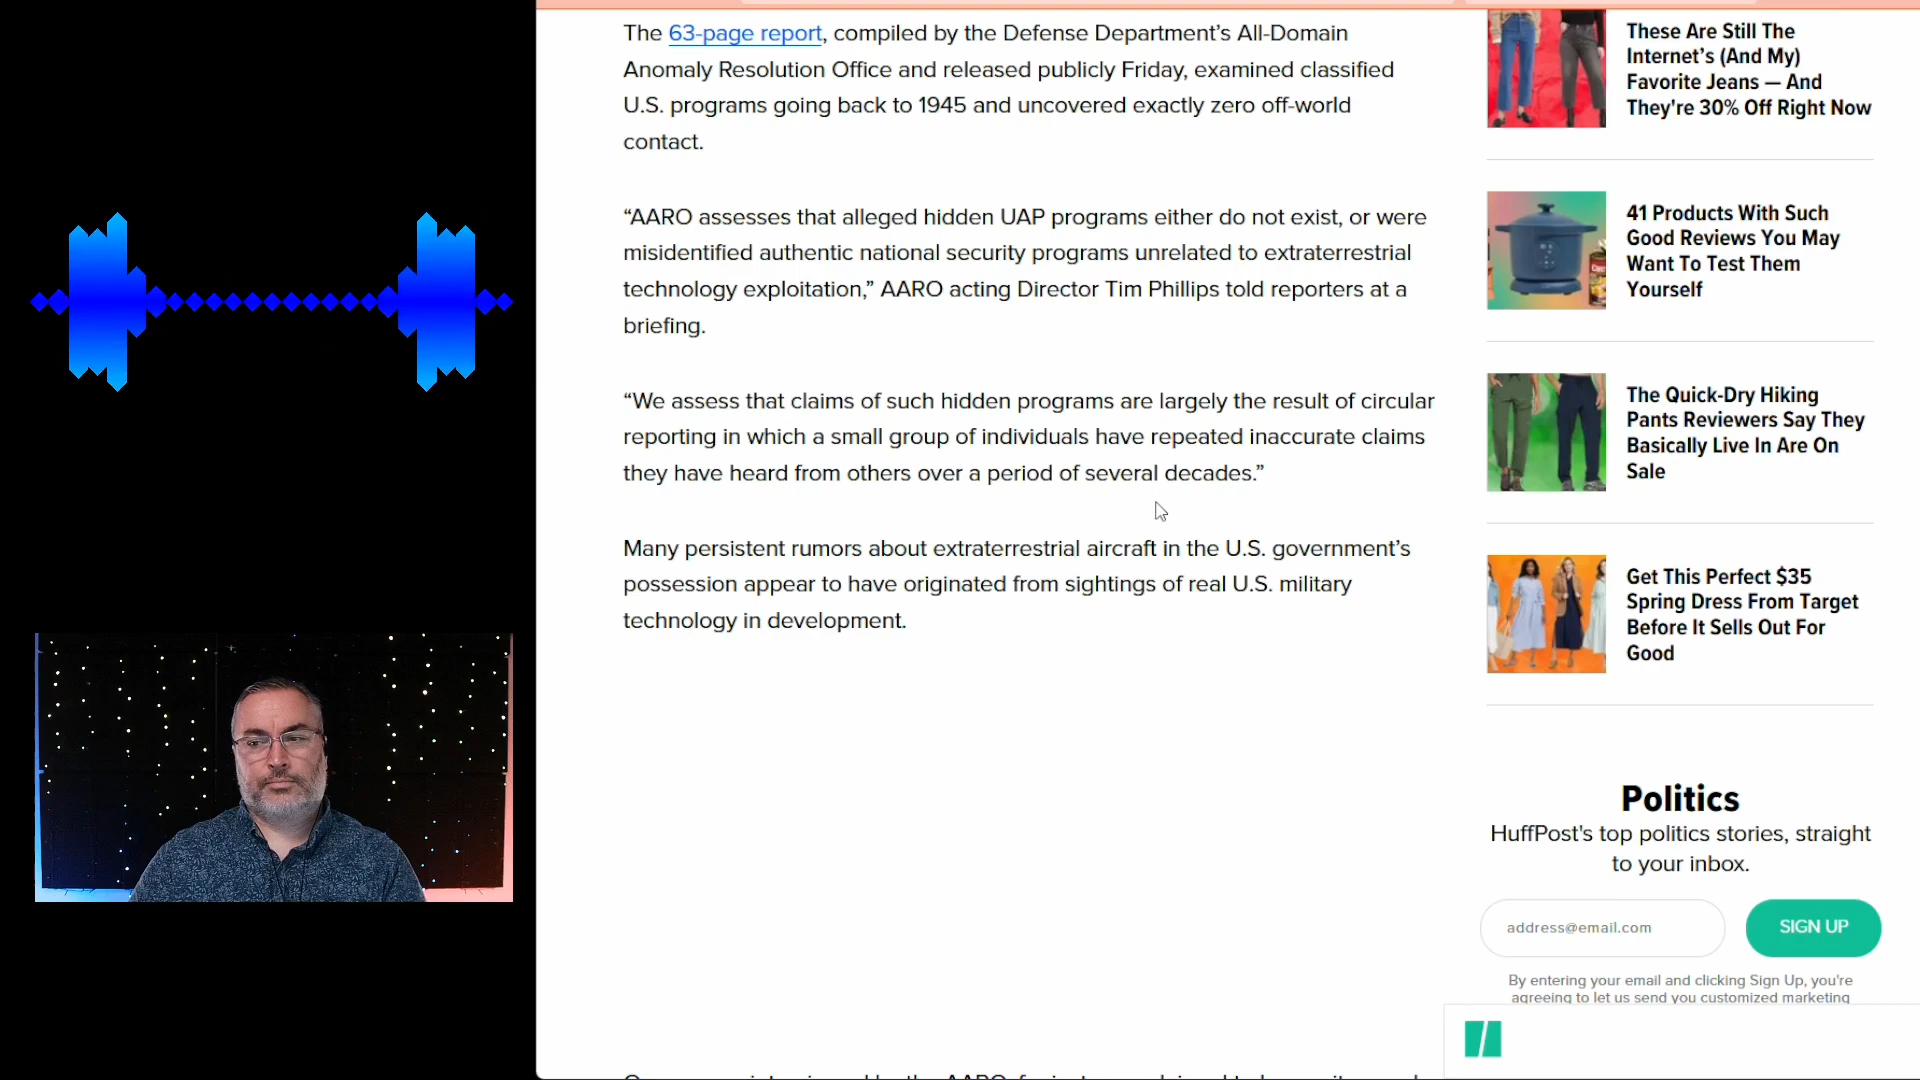 The 63-page report, compiled by the Defense Department’s All-Domain
Anomaly Resolution Office and released publicly Friday, examined classified
U.S. programs going back to 1945 and uncovered exactly zero off-world
contact.
“AARO assesses that alleged hidden UAP programs either do not exist, or were
misidentified authentic national security programs unrelated to extraterrestrial
technology exploitation,” AARO acting Director Tim Phillips told reporters at a
briefing.
“We assess that claims of such hidden programs are largely the result of circular
reporting in which a small group of individuals have repeated inaccurate claims
they have heard from others over a period of several decades.”
Many persistent rumors about extraterrestrial aircraft in the U.S. government’s
possession appear to have originated from sightings of real U.S. military
technology in development.
These Are Still The
Internet’s (And My)
Favorite Jeans — And
They're 30% Off Right Now
41 Products With Such
Good Reviews You May
Want To Test Them
Yourself
The Quick-Dry Hiking
Pants Reviewers Say They
Basically Live In Are On
Sale
Get This Perfect $35
Spring Dress From Target
Before It Sells Out For
Good
Politics
HuffPost's top politics stories, straight
to your inbox.
address@email.com
SIGN UP
By entering your email and clicking Sign Up, you're
agreeing to let us send you customized marketing